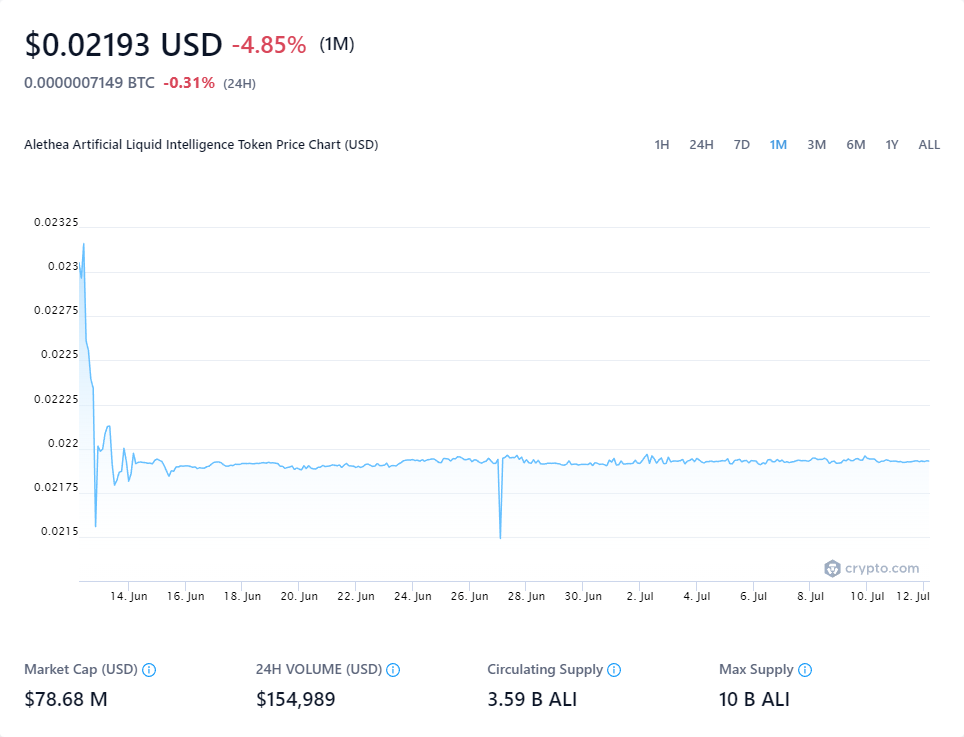 $0.02193 USD -4.85% (1M)
0.0000007149 BTC -0.31% (24H)
Alethea Artificial Liquid Intelligence Token Price Chart (USD)
1H 24H 7D 1M 3M 6M 1Y ALL
0.02325
0.023
0.02275
0.0225
0.02225
0.022
0.02175
0.0215
crypto.com
14. Jun 16. Jun 18. Jun 20. Jun 22. Jun 24. Jun 26. Jun 28. Jun 30. Jun 2. Jul 4. Jul 6. Jul 8. Jul 10. Jul 12. Jul
Market Cap (USD) 24H VOLUME (USD) Circulating Supply Max Supply
$78.68 M $154,989 3.59 B ALI 10 B ALI